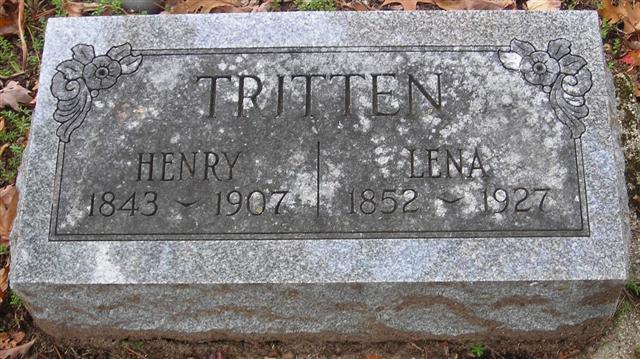 TRITTEN
HENRY LENA
1843 ~ 1907 1852 ~ 1927